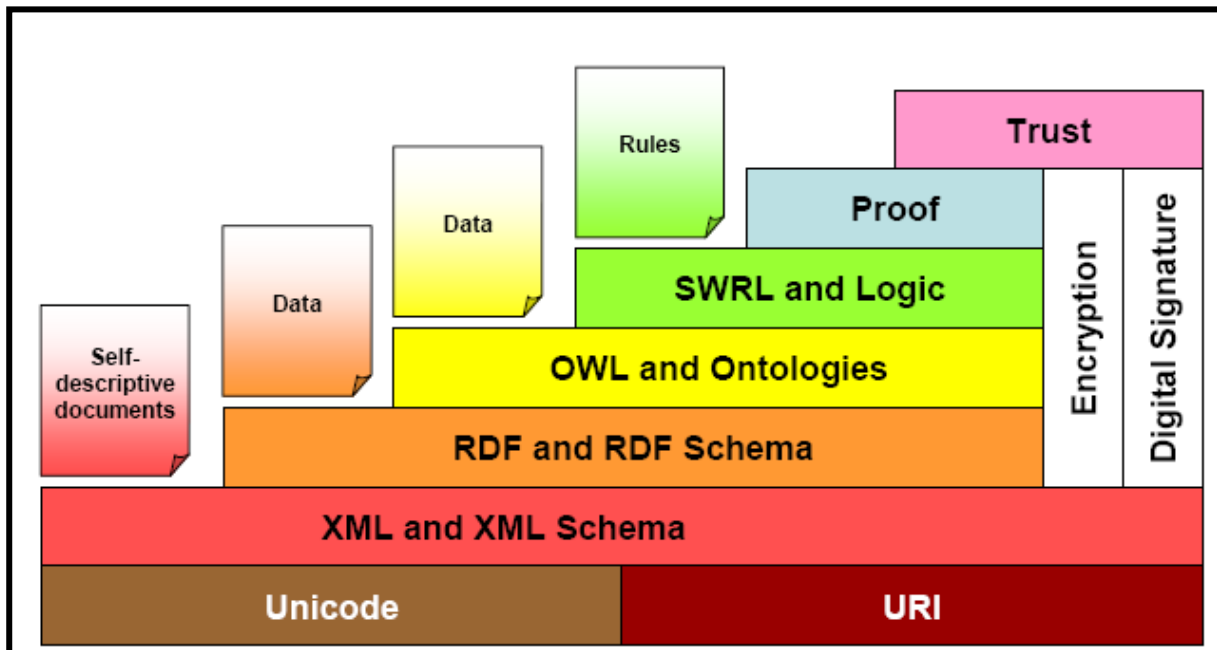 Rules
Trust
Data
Proof
Data
SWRL and Logic
Self-
descriptive
documents
OWL and Ontologies
Encryption
Digital Signature
RDF and RDF Schema
XML and XML Schema
Unicode
URI